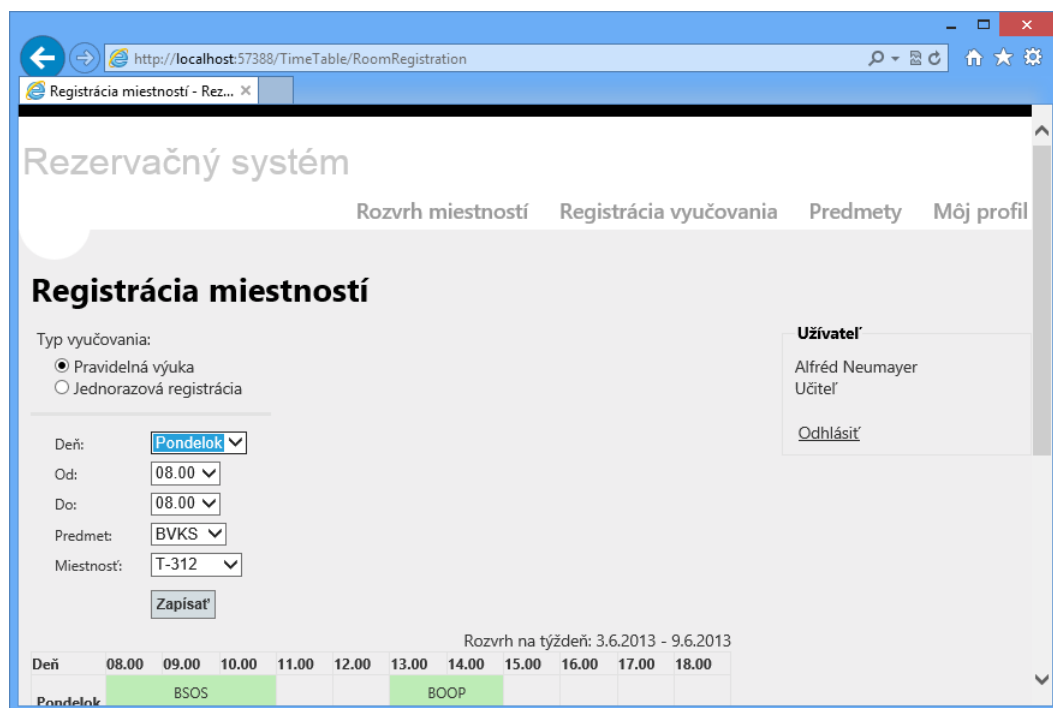 http://localhost:57388/TimeTable/RoomRegistration
Registrácia miestností - Rez...
Rezervačný systém
Rozvrh miestností Registrácia vyučovania Predmety Môj profil
Registrácia miestností
Typ vyučovania:
Pravidelná výuka
Jednorazová registrácia
Užívateľ
Alfréd Neumayer
Učiteľ
Odhlásiť
Deň: Pondelok
Od: 08.00
Do: 08.00
Predmet: BVKS
Miestnosť: T-312
Zapísať
Rozvrh na týždeň: 3.6.2013 - 9.6.2013
Deň 08.00 09.00 10.00 11.00 12.00 13.00 14.00 15.00 16.00 17.00 18.00
Pondelok BSOS BOOP